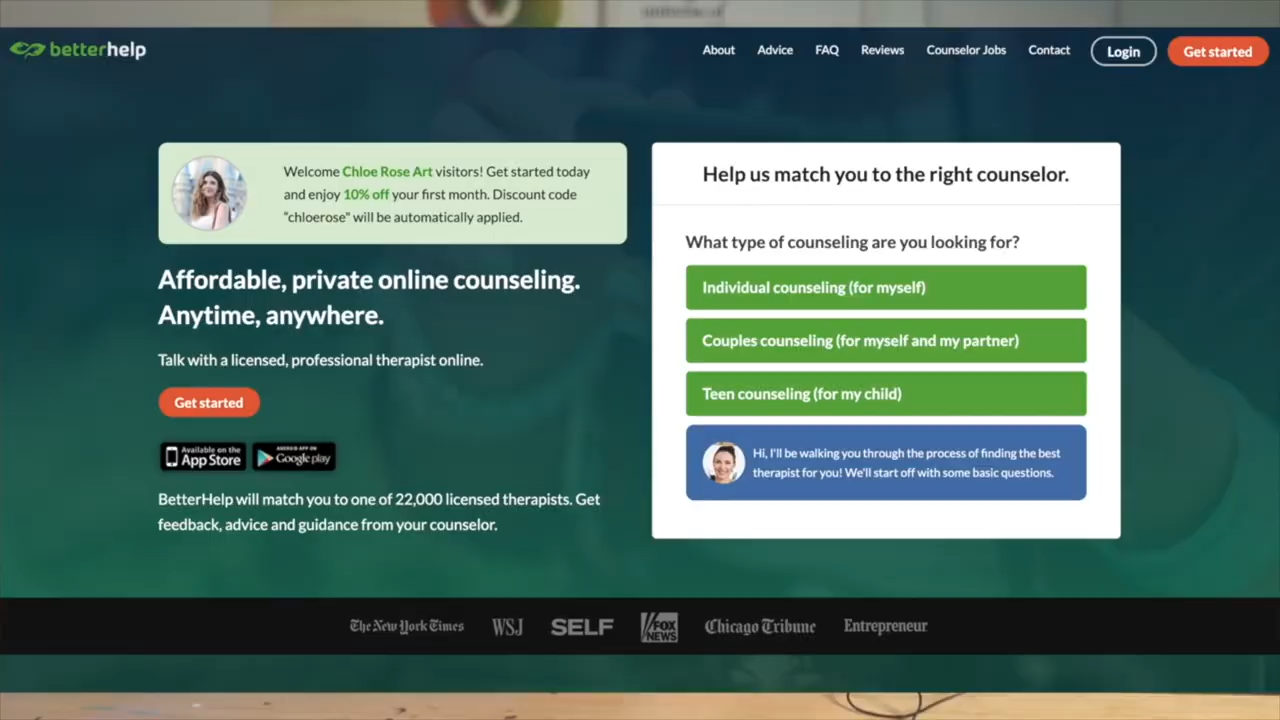 betterhelp
About
Advice
FAQ
Reviews
Counselor Jobs
Contact
Login
Get started
Welcome Chloe Rose Art visitors! Get started today
and enjoy 10% off your first month. Discount code
"chloerose" will be automatically applied.
Affordable, private online counseling.
Anytime, anywhere.
Talk with a licensed, professional therapist online.
Get started
Available on the
App Store
ANDROID APP ON
Google play
BetterHelp will match you to one of 22,000 licensed therapists. Get
feedback, advice and guidance from your counselor.
Help us match you to the right counselor.
What type of counseling are you looking for?
Individual counseling (for myself)
Couples counseling (for myself and my partner)
Teen counseling (for my child)
Hi, I'll be walking you through the process of finding the best
therapist for you! We'll start off with some basic questions.
The New York Times
WSJ
SELF
FOX
NEWS
Chicago Tribune
Entrepreneur